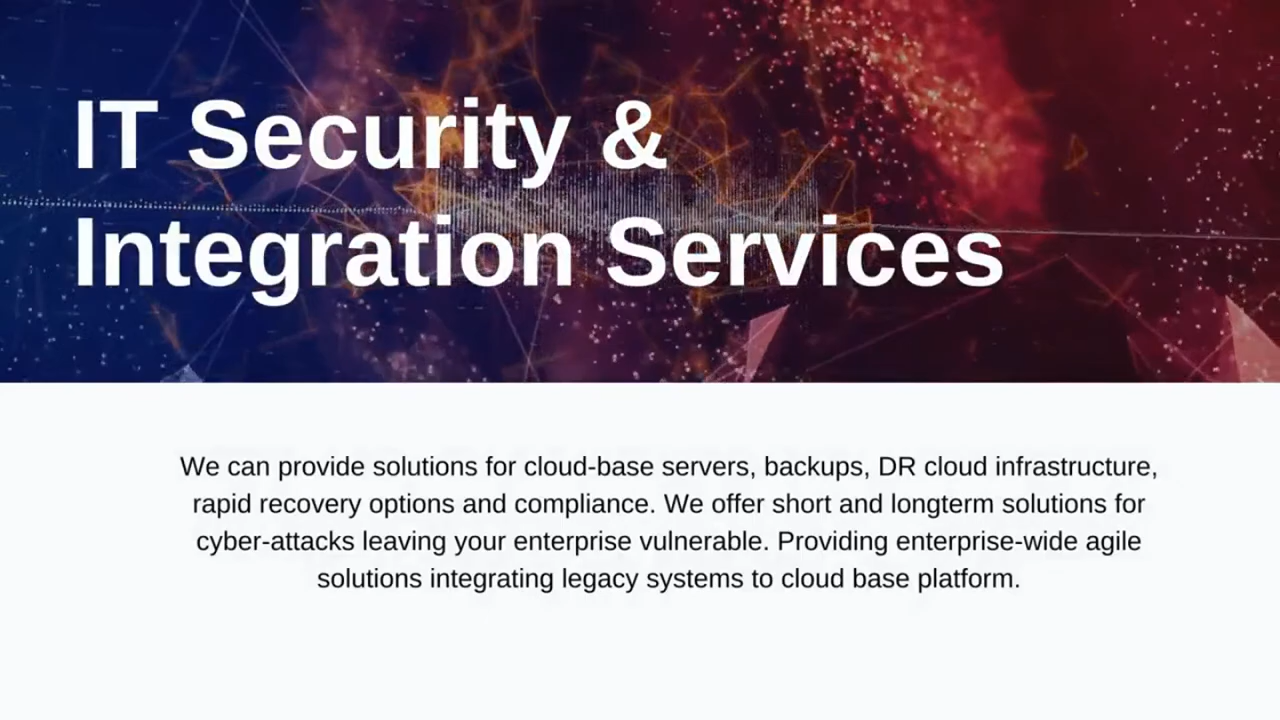 IT Security &
Integration Services
We can provide solutions for cloud-base servers, backups, DR cloud infrastructure,
rapid recovery options and compliance. We offer short and longterm solutions for
cyber-attacks leaving your enterprise vulnerable. Providing enterprise-wide agile
solutions integrating legacy systems to cloud base platform.